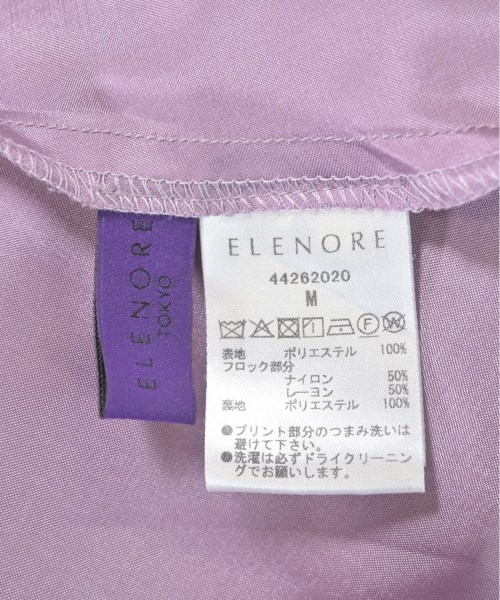 ELENORE
TOKYO
ELENORE
44262020
M
F W
表地 ポリエステル 100%
フロック部分
ナイロン 50%
レーヨン 50%
裏地 ポリエステル 100%
●プリント部分のつまみ洗いは
避けて下さい。
●洗濯は必ずドライクリーニン
グでお願いします。